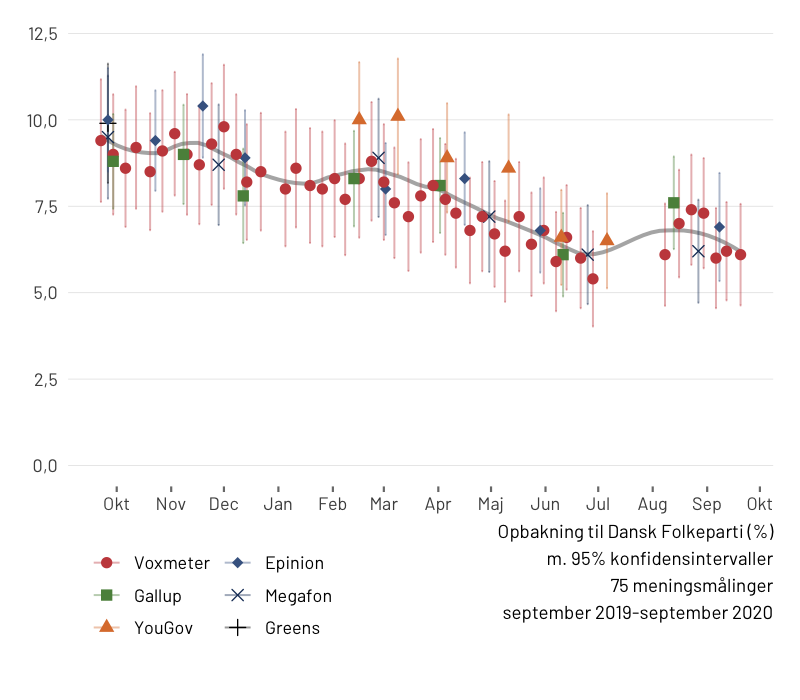 12,5
10,0
7,5
5,0
2,5
0,0
Okt Nov Dec Jan Feb Mar Apr Maj Jun Jul Aug Sep Okt
Opbakning til Dansk Folkeparti (%)
m. 95% konfidensintervaller
75 meningsmålinger
september 2019-september 2020
Voxmeter Epinion
Gallup Megafon
YouGov Greens